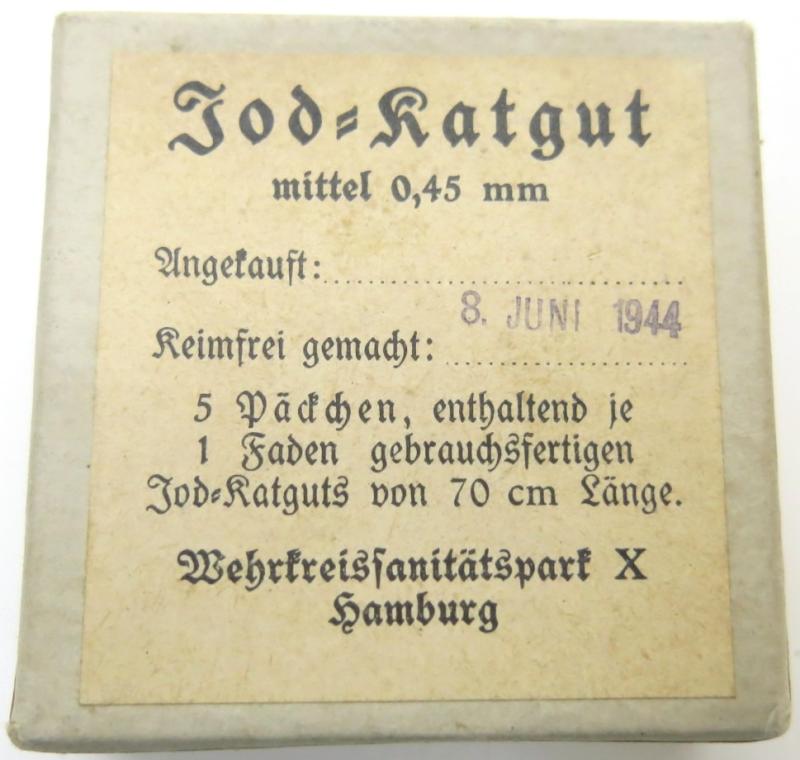 Jod-Katgut
mittel 0,45 mm
Angekauft:
8. JUNI 1944
Keimfrei gemacht:
5 Päckchen, enthaltend je
1 Faden gebrauchsfertigen
Jod-Katguts von 70 cm Länge.
Wehrkreissanitätspark X
Hamburg